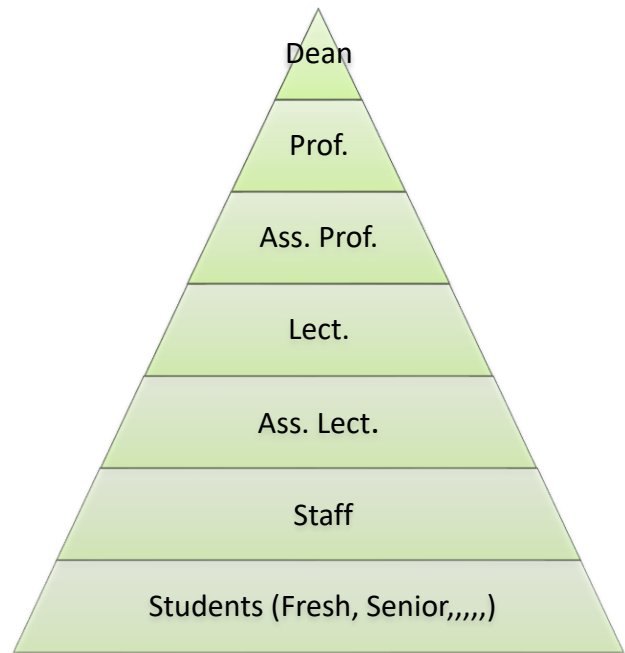 Dean
Prof.
Ass. Prof.
Lect.
Ass. Lect.
Staff
Students (Fresh, Senior,,,,,)